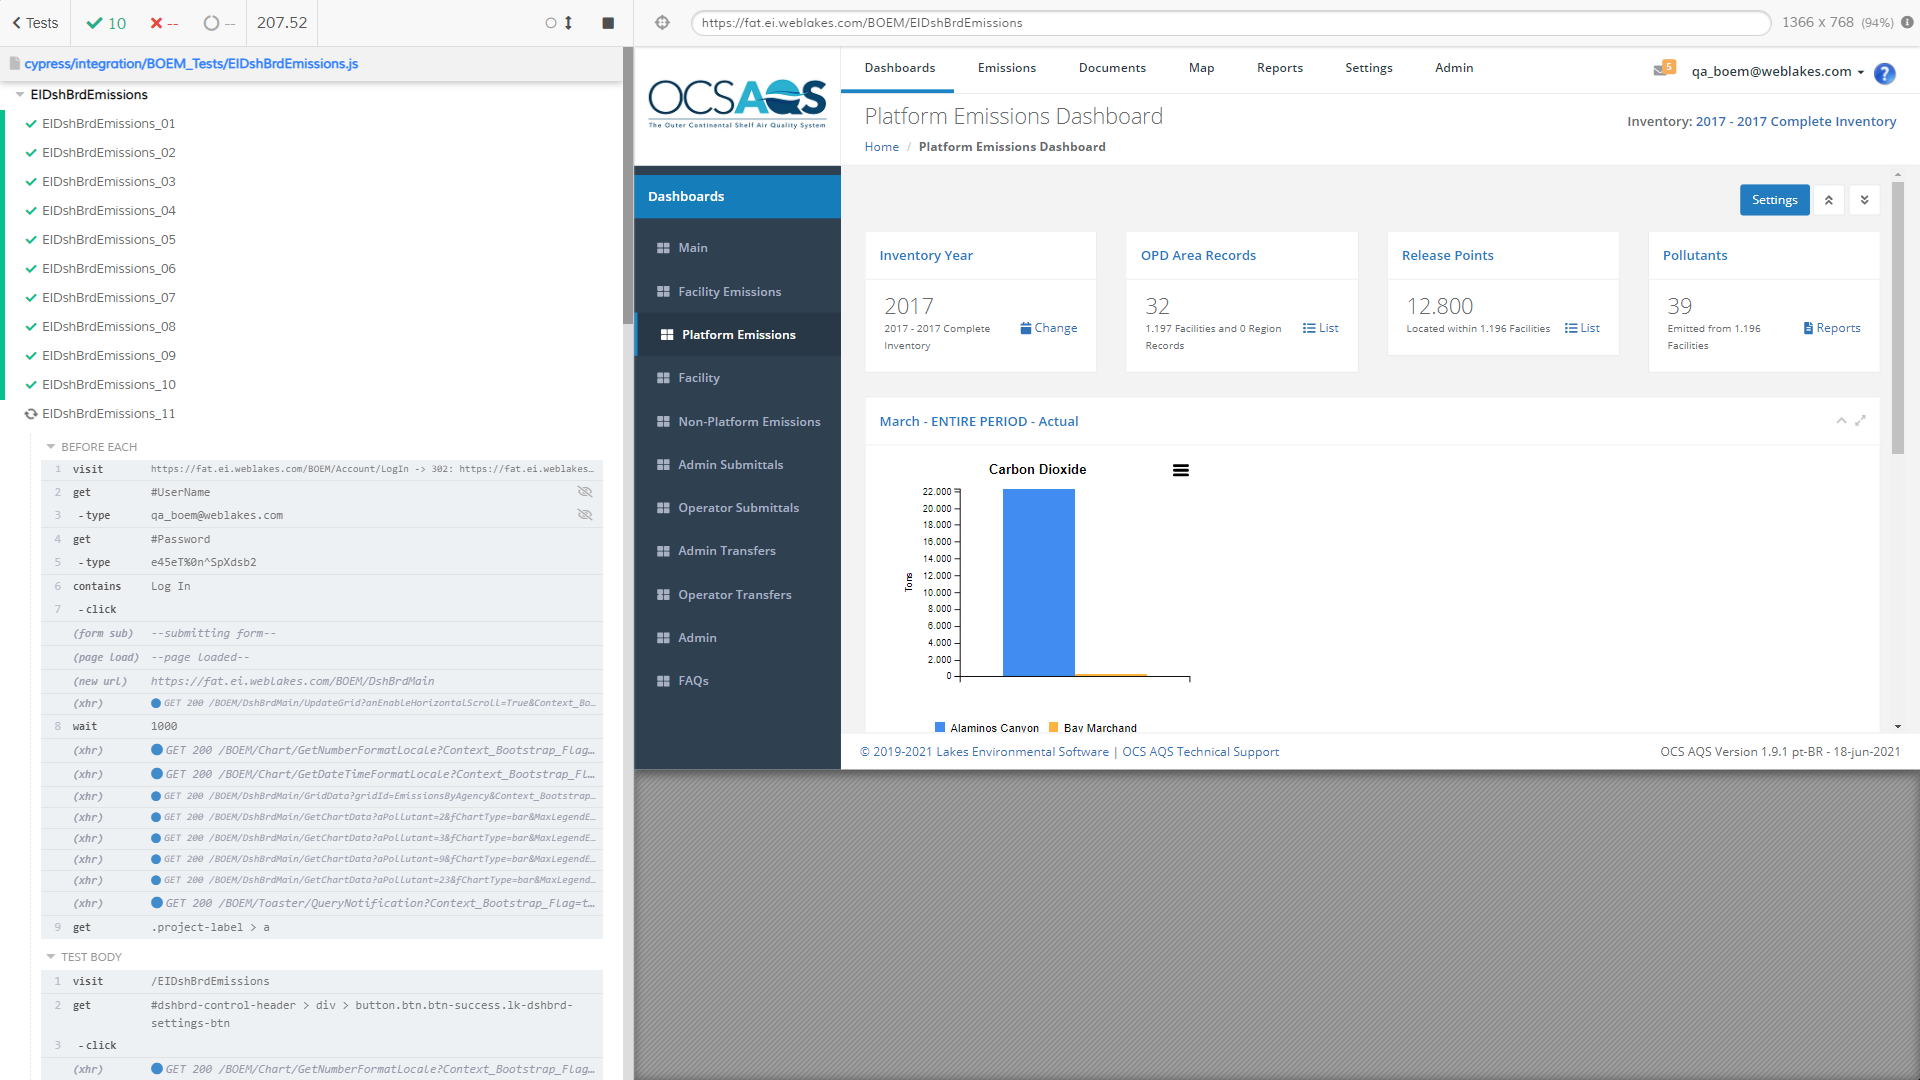 Tests
10
--
--
207.52
https://fat.ei.weblakes.com/BOEM/EIDshBrdEmissions
1366 x 768 (94%)
cypress/integration/BOEM_Tests/EIDshBrdEmissions.js
EIDshBrdEmissions
EIDshBrdEmissions_01
EIDshBrdEmissions_02
EIDshBrdEmissions_03
EIDshBrdEmissions_04
EIDshBrdEmissions_05
EIDshBrdEmissions_06
EIDshBrdEmissions_07
EIDshBrdEmissions_08
EIDshBrdEmissions_09
EIDshBrdEmissions_10
EIDshBrdEmissions_11
BEFORE EACH
1 visit https://fat.ei.weblakes.com/BOEM/Account/LogIn -> 302: https://fat.ei.weblakes…
2 get #UserName
3 -type qa_boem@weblakes.com
4 get #Password
5 -type e45eT%0n^SpXdsb2
6 contains Log In
7 -click
(form sub) --submitting form--
(page load) --page loaded--
(new url) https://fat.ei.weblakes.com/BOEM/DshBrdMain
(xhr) GET 200 /BOEM/DshBrdMain/UpdateGrid?anEnableHorizontalScroll=True&Context_Bo…
8 wait 1000
(xhr) GET 200 /BOEM/Chart/GetNumberFormatLocale?Context_Bootstrap_Flag…
(xhr) GET 200 /BOEM/Chart/GetDateTimeFormatLocale?Context_Bootstrap_Fl…
(xhr) GET 200 /BOEM/DshBrdMain/GridData?gridId=EmissionsByAgency&Context_Bootstrap…
(xhr) GET 200 /BOEM/DshBrdMain/GetChartData?aPollutant=2&fChartType=bar&MaxLegendE…
(xhr) GET 200 /BOEM/DshBrdMain/GetChartData?aPollutant=3&fChartType=bar&MaxLegendE…
(xhr) GET 200 /BOEM/DshBrdMain/GetChartData?aPollutant=9&fChartType=bar&MaxLegendE…
(xhr) GET 200 /BOEM/DshBrdMain/GetChartData?aPollutant=23&fChartType=bar&MaxLegend…
(xhr) GET 200 /BOEM/Toaster/QueryNotification?Context_Bootstrap_Flag=t…
9 get .project-label > a
TEST BODY
1 visit /EIDshBrdEmissions
2 get #dshbrd-control-header > div > button.btn.btn-success.lk-dshbrd-
settings-btn
3 -click
(xhr) GET 200 /BOEM/Chart/GetNumberFormatLocale?Context_Bootstrap_Flag…
OCSAQS
The Outer Continental Shelf Air Quality System
Dashboards
Emissions
Documents
Map
Reports
Settings
Admin
5
qa_boem@weblakes.com
?
Platform Emissions Dashboard
Home / Platform Emissions Dashboard
Inventory: 2017 - 2017 Complete Inventory
Dashboards
Main
Facility Emissions
Platform Emissions
Facility
Non-Platform Emissions
Admin Submittals
Operator Submittals
Admin Transfers
Operator Transfers
Admin
FAQs
Settings
Inventory Year
2017
2017 - 2017 Complete
Inventory
Change
OPD Area Records
32
1.197 Facilities and 0 Region
Records
List
Release Points
12.800
Located within 1.196 Facilities
List
Pollutants
39
Emitted from 1.196
Facilities
Reports
March - ENTIRE PERIOD - Actual
Carbon Dioxide
Tons
22.000
20.000
18.000
16.000
14.000
12.000
10.000
8.000
6.000
4.000
2.000
0
Alaminos Canyon
Bay Marchand
© 2019-2021 Lakes Environmental Software | OCS AQS Technical Support
OCS AQS Version 1.9.1 pt-BR - 18-jun-2021